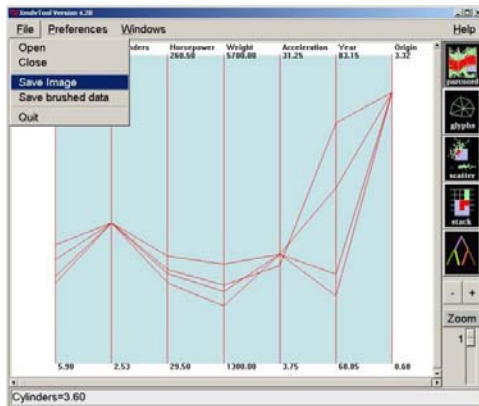 XmdvTool Version 4.20
File Preferences Windows Help
Open
Close
Save Image
Save brushed data
Quit
nders Horsepower Weight Acceleration Year Origin
260.50 5700.00 31.25 83.15 3.32
parcoord
glyphs
scatter
stack
- +
Zoom
1
5.90 2.53 29.50 1300.00 3.75 68.85 0.68
Cylinders=3.60